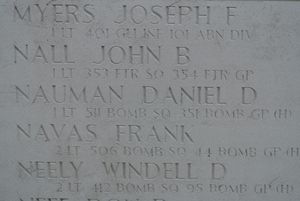 MYERS JOSEPH F
1 LT 401 GLI INF 101 ABN DIV
NALL JOHN B
1 LT 353 FTR SQ 354 FTR GP
NAUMAN DANIEL D
1 LT 511 BOMB SQ 351 BOMB GP (H)
NAVAS FRANK
2 LT 506 BOMB SQ 44 BOMB GP (H)
NEELY WINDELL D
2 LT 412 BOMB SQ 95 BOMB GP (H)